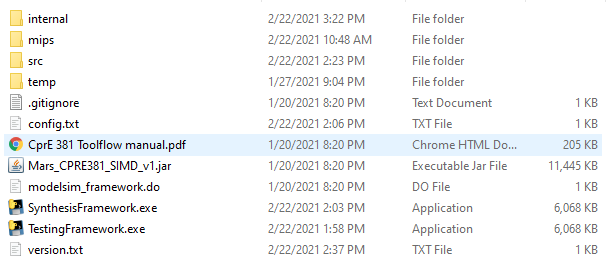 internal 2/22/2021 3:22 PM File folder
mips 2/22/2021 10:48 AM File folder
src 2/22/2021 2:23 PM File folder
temp 1/27/2021 9:04 PM File folder
.gitignore 1/20/2021 8:20 PM Text Document 1 KB
config.txt 2/22/2021 2:06 PM TXT File 1 KB
CprE 381 Toolflow manual.pdf 1/20/2021 8:20 PM Chrome HTML Do... 205 KB
Mars_CPRE381_SIMD_v1.jar 1/20/2021 8:20 PM Executable Jar File 11,445 KB
modelsim_framework.do 1/20/2021 8:20 PM DO File 1 KB
SynthesisFramework.exe 2/22/2021 2:03 PM Application 6,068 KB
TestingFramework.exe 2/22/2021 1:58 PM Application 6,068 KB
version.txt 2/22/2021 2:37 PM TXT File 1 KB